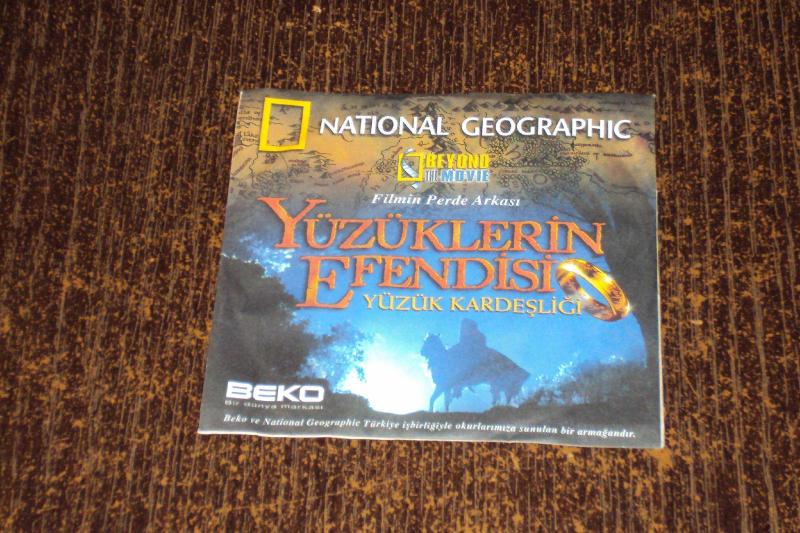 NATIONAL GEOGRAPHIC
BEYOND
THE MOVIE
Filmin Perde Arkası
YÜZÜKLERİN
EFENDİSİ
YÜZÜK KARDEŞLİĞİ
BEKO
Bir dünya markası
Beko ve National Geographic Türkiye işbirliğiyle okurlarımıza sunulan bir armağandır.